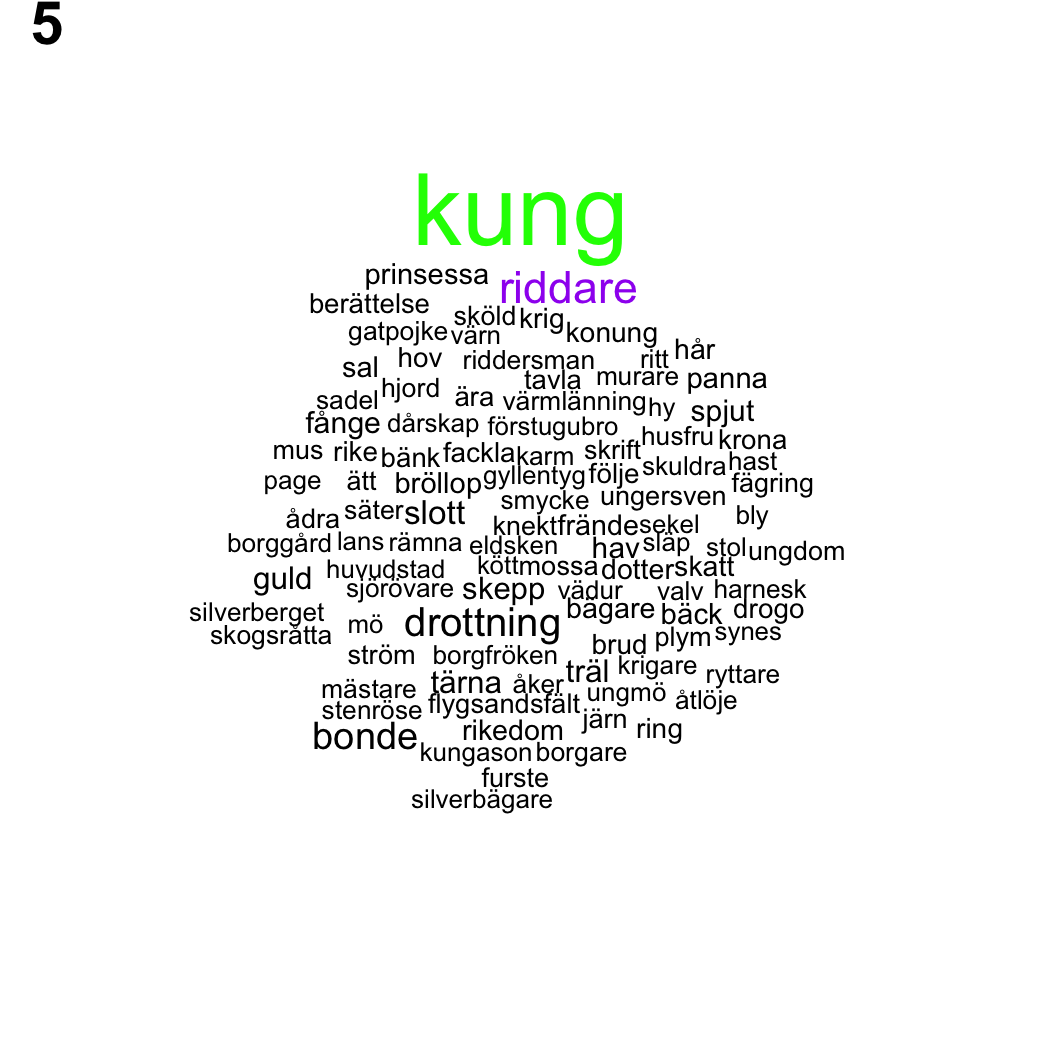 5
kung
prinsessa riddare
berättelse
sköld krig
gatpojke värn konung
sal hov riddersman ritt hår
tavla murare panna
sadel hjord ära värmlänning hy spjut
fånge dårskap förstugubro husfru krona
mus rike bänk fackla karm skrift skuldra hast
page ätt bröllop gyllentyg följe fägring
smycke ungersven
ådra säter slott knekt frände sekel bly
borggård lans rämna eldsken hav släp stol ungdom
guld huvudstad köttmossa dotter skatt
sjörövare skepp vädur valv harnesk
silverberget drottning bägare bäck drogo
skogsråtta mö brud plym synes
ström borgfröken träl krigare ryttare
mästare tärna åker ungmö åtlöje
stenröse flygsandsfält järn ring
bonde rikedom
kungason borgare
furste
silverbägare